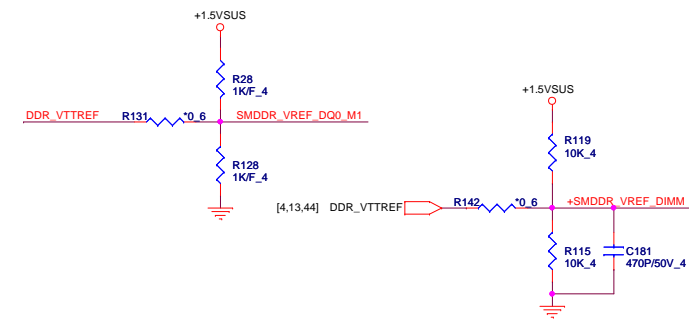 +1.5VSUS
R28
1K/F_4
DDR_VTTREF
R131
*0_6
SMDDR_VREF_DQ0_M1
R128
1K/F_4
+1.5VSUS
R119
10K_4
[4,13,44]
DDR_VTTREF
R142
*0_6
+SMDDR_VREF_DIMM
R115
10K_4
C181
470P/50V_4